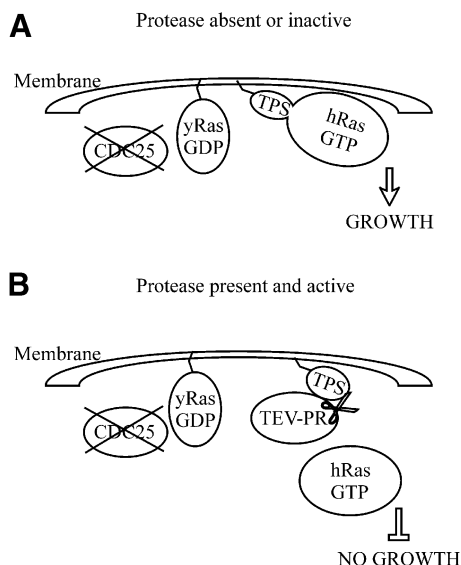 A
Protease absent or inactive
Membrane
TPS
yRas
GDP
hRas
GTP
CDC25
GROWTH
B
Protease present and active
Membrane
TPS
yRas
GDP
TEV-PR
CDC25
hRas
GTP
NO GROWTH